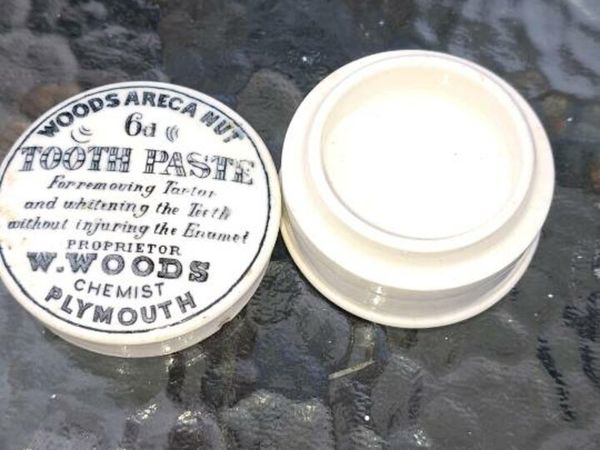 WOODS ARECA NUT
6d
TOOTH PASTE
For removing Tartar
and whitening the Teeth
without injuring the Enamel
PROPRIETOR
W. WOODS
CHEMIST
PLYMOUTH